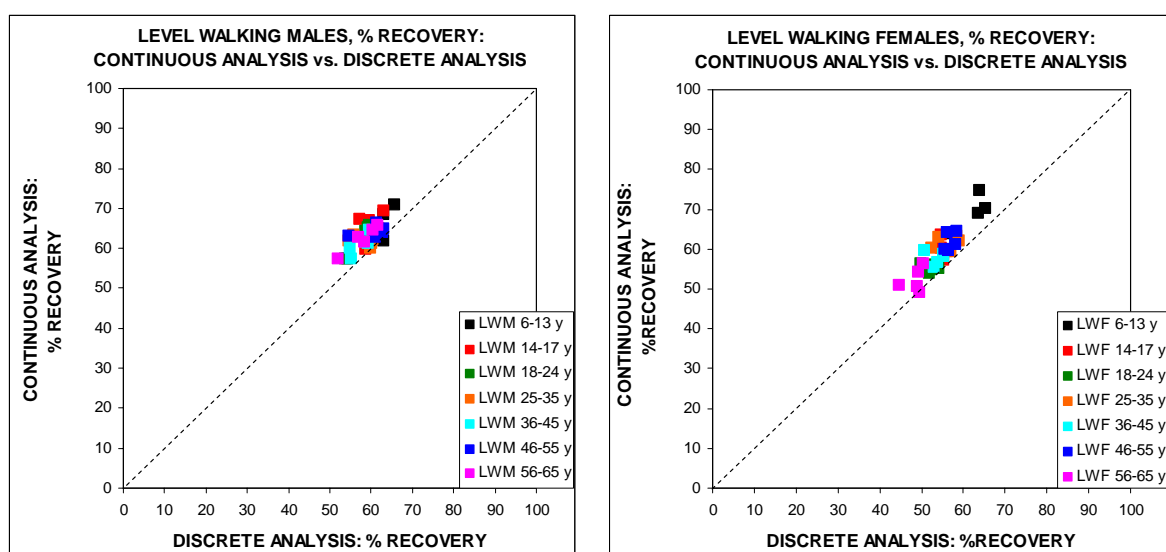 LEVEL WALKING MALES, % RECOVERY:
CONTINUOUS ANALYSIS vs. DISCRETE ANALYSIS
CONTINUOUS ANALYSIS:
% RECOVERY
100
90
80
70
60
50
40
30
20
10
0
LWM 6-13 y
LWM 14-17 y
LWM 18-24 y
LWM 25-35 y
LWM 36-45 y
LWM 46-55 y
LWM 56-65 y
0 10 20 30 40 50 60 70 80 90 100
DISCRETE ANALYSIS: % RECOVERY
LEVEL WALKING FEMALES, % RECOVERY:
CONTINUOUS ANALYSIS vs. DISCRETE ANALYSIS
CONTINUOUS ANALYSIS:
%RECOVERY
100
90
80
70
60
50
40
30
20
10
0
LWF 6-13 y
LWF 14-17 y
LWF 18-24 y
LWF 25-35 y
LWF 36-45 y
LWF 46-55 y
LWF 56-65 y
0 10 20 30 40 50 60 70 80 90 100
DISCRETE ANALYSIS: %RECOVERY